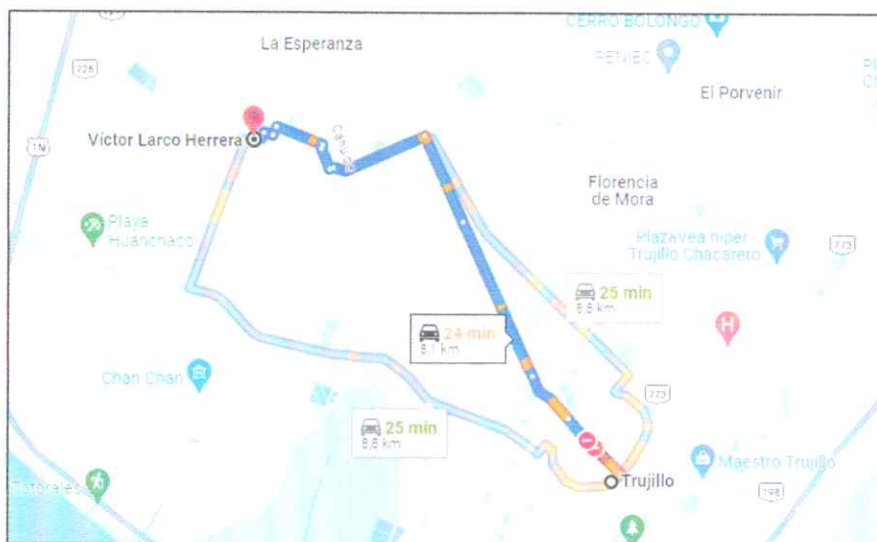 CERRO BOLONGO
La Esperanza
RENIEC
El Porvenir
Víctor Larco Herrera
1N
Florencia
de Mora
Playa
Huanchaco
Plazavea hiper -
Trujillo Chacarero
773
25 min
8,8 km
24 min
8,1 km
H
Chan Chan
773
25 min
8,8 km
Maestro Trujillo
Totorales
Trujillo
198